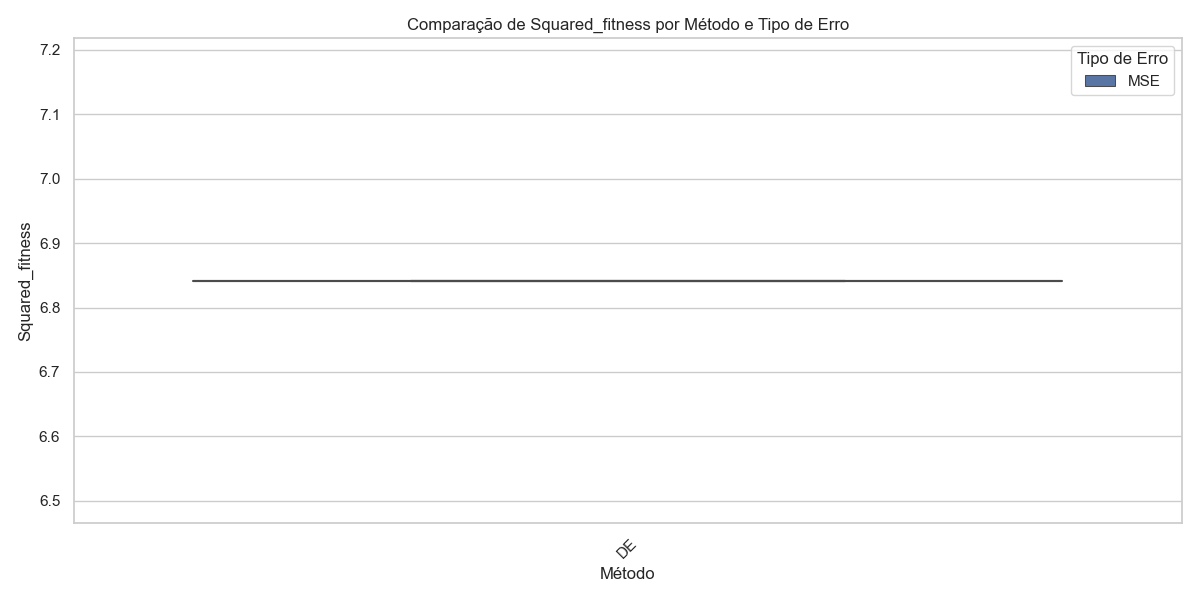 Comparação de Squared_fitness por Método e Tipo de Erro
Tipo de Erro
MSE
7.2
7.1
7.0
6.9
6.8
6.7
6.6
6.5
Squared_fitness
DE
Método